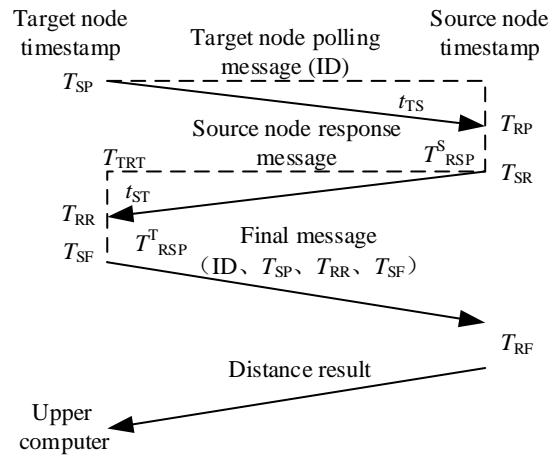 Target node
timestamp
Source node
timestamp
Target node polling
message (ID)
T_SP
t_TS
T_RP
Source node response
message
T_TRT
T^S_RSP
T_SR
t_ST
T_RR
T^T_RSP
T_SF
Final message
（ID、T_SP、T_RR、T_SF）
T_RF
Distance result
Upper
computer